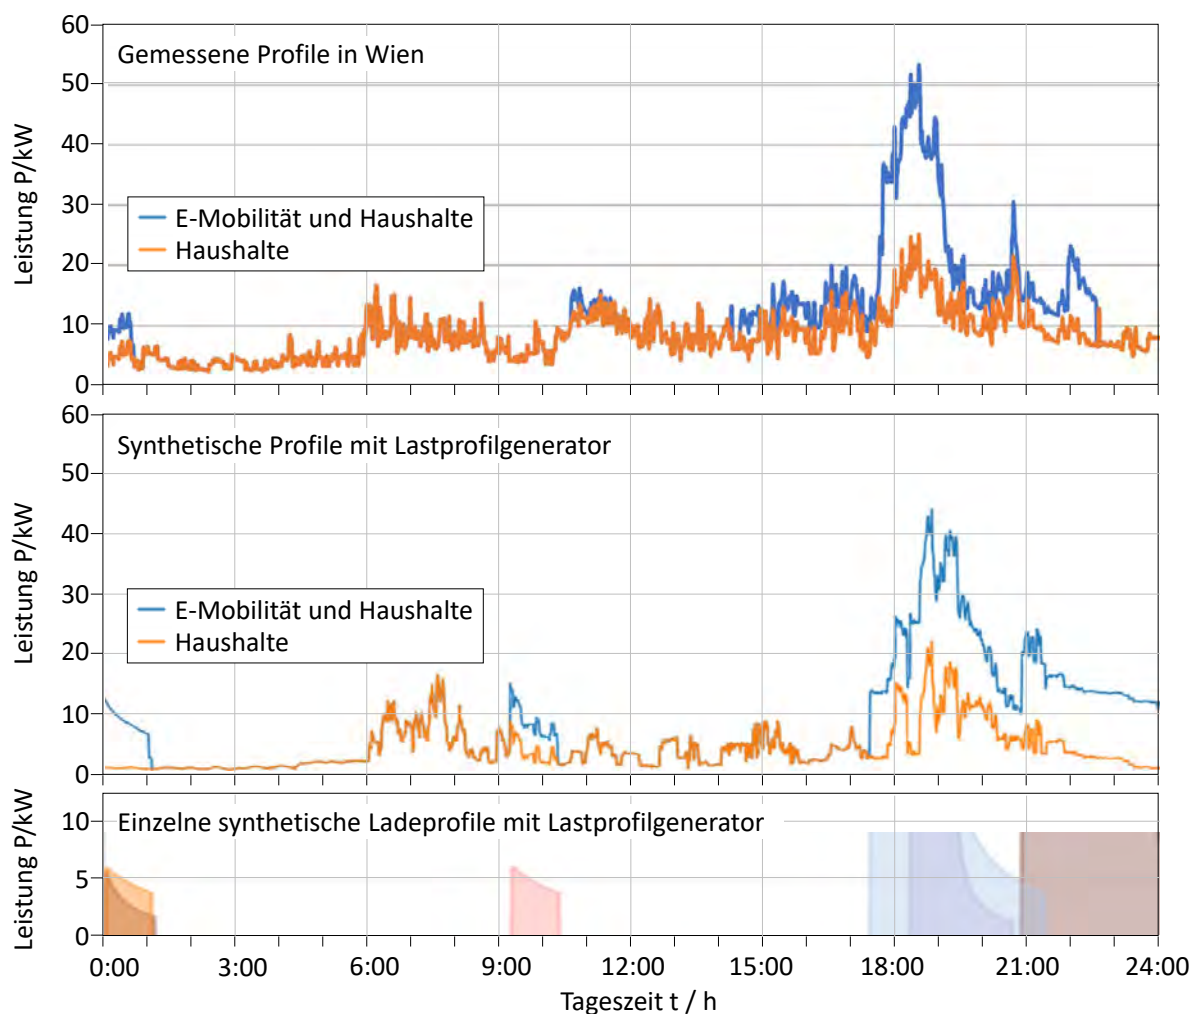 60
Gemessene Profile in Wien
50
40
30
20
10
0
Leistung P/kW
E-Mobilität und Haushalte
Haushalte
60
Synthetische Profile mit Lastprofilgenerator
50
40
30
20
10
0
Leistung P/kW
E-Mobilität und Haushalte
Haushalte
10
Einzelne synthetische Ladeprofile mit Lastprofilgenerator
5
0
Leistung P/kW
0:00 3:00 6:00 9:00 12:00 15:00 18:00 21:00 24:00
Tageszeit t / h